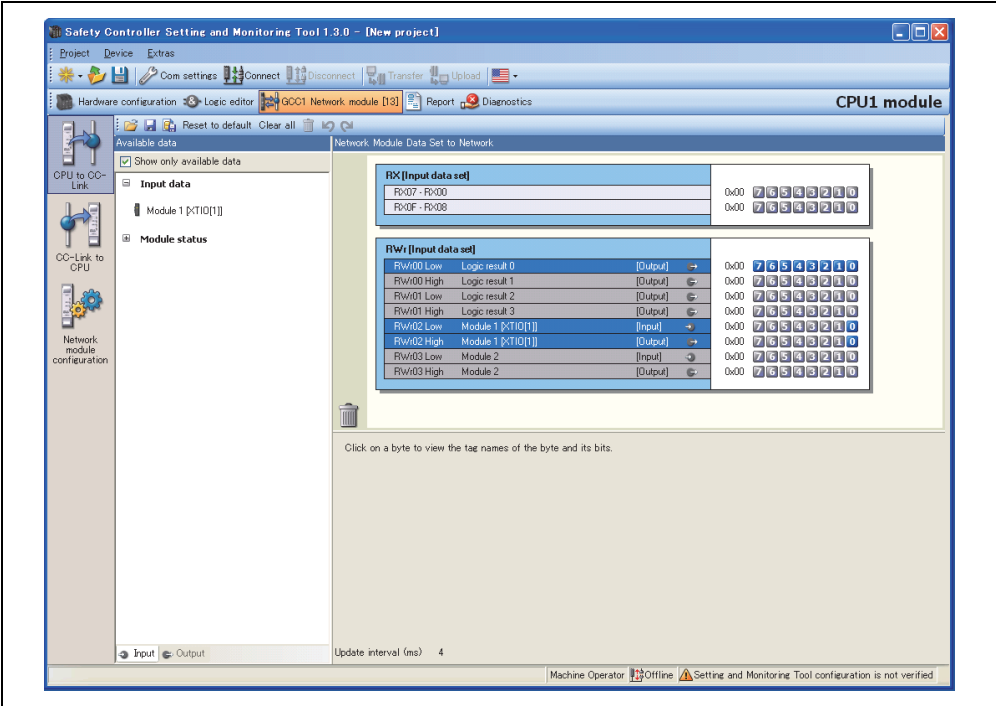 Safety Controller Setting and Monitoring Tool 1.3.0 - [New project]
Project Device Extras
Com settings Connect Disconnect Transfer Upload
Hardware configuration Logic editor GCC1 Network module [13] Report Diagnostics CPU1 module
Reset to default Clear all
Available data
Network Module Data Set to Network
CPU to CC-Link
CC-Link to CPU
Network module configuration
Show only available data
Input data
Module 1 [XTIO[1]]
Module status
RX [Input data set]
RX07 - RX00 0x00 7 6 5 4 3 2 1 0
RX0F - RX08 0x00 7 6 5 4 3 2 1 0
RWr [Input data set]
RWr00 Low Logic result 0 [Output] 0x00 7 6 5 4 3 2 1 0
RWr00 High Logic result 1 [Output] 0x00 7 6 5 4 3 2 1 0
RWr01 Low Logic result 2 [Output] 0x00 7 6 5 4 3 2 1 0
RWr01 High Logic result 3 [Output] 0x00 7 6 5 4 3 2 1 0
RWr02 Low Module 1 [XTIO[1]] [Input] 0x00 7 6 5 4 3 2 1 0
RWr02 High Module 1 [XTIO[1]] [Output] 0x00 7 6 5 4 3 2 1 0
RWr03 Low Module 2 [Input] 0x00 7 6 5 4 3 2 1 0
RWr03 High Module 2 [Output] 0x00 7 6 5 4 3 2 1 0
Click on a byte to view the tag names of the byte and its bits.
Input Output
Update interval (ms) 4
Machine Operator Offline Setting and Monitoring Tool configuration is not verified